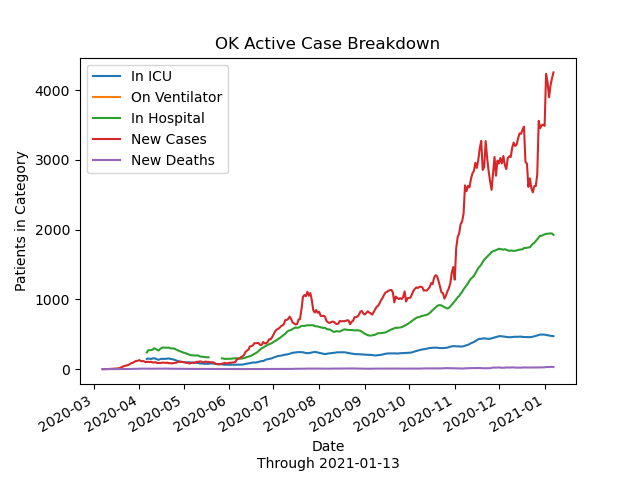 OK Active Case Breakdown
In ICU
On Ventilator
In Hospital
New Cases
New Deaths
Patients in Category
4000
3000
2000
1000
0
2020-03
2020-04
2020-05
2020-06
2020-07
2020-08
2020-09
2020-10
2020-11
2020-12
2021-01
Date
Through 2021-01-13